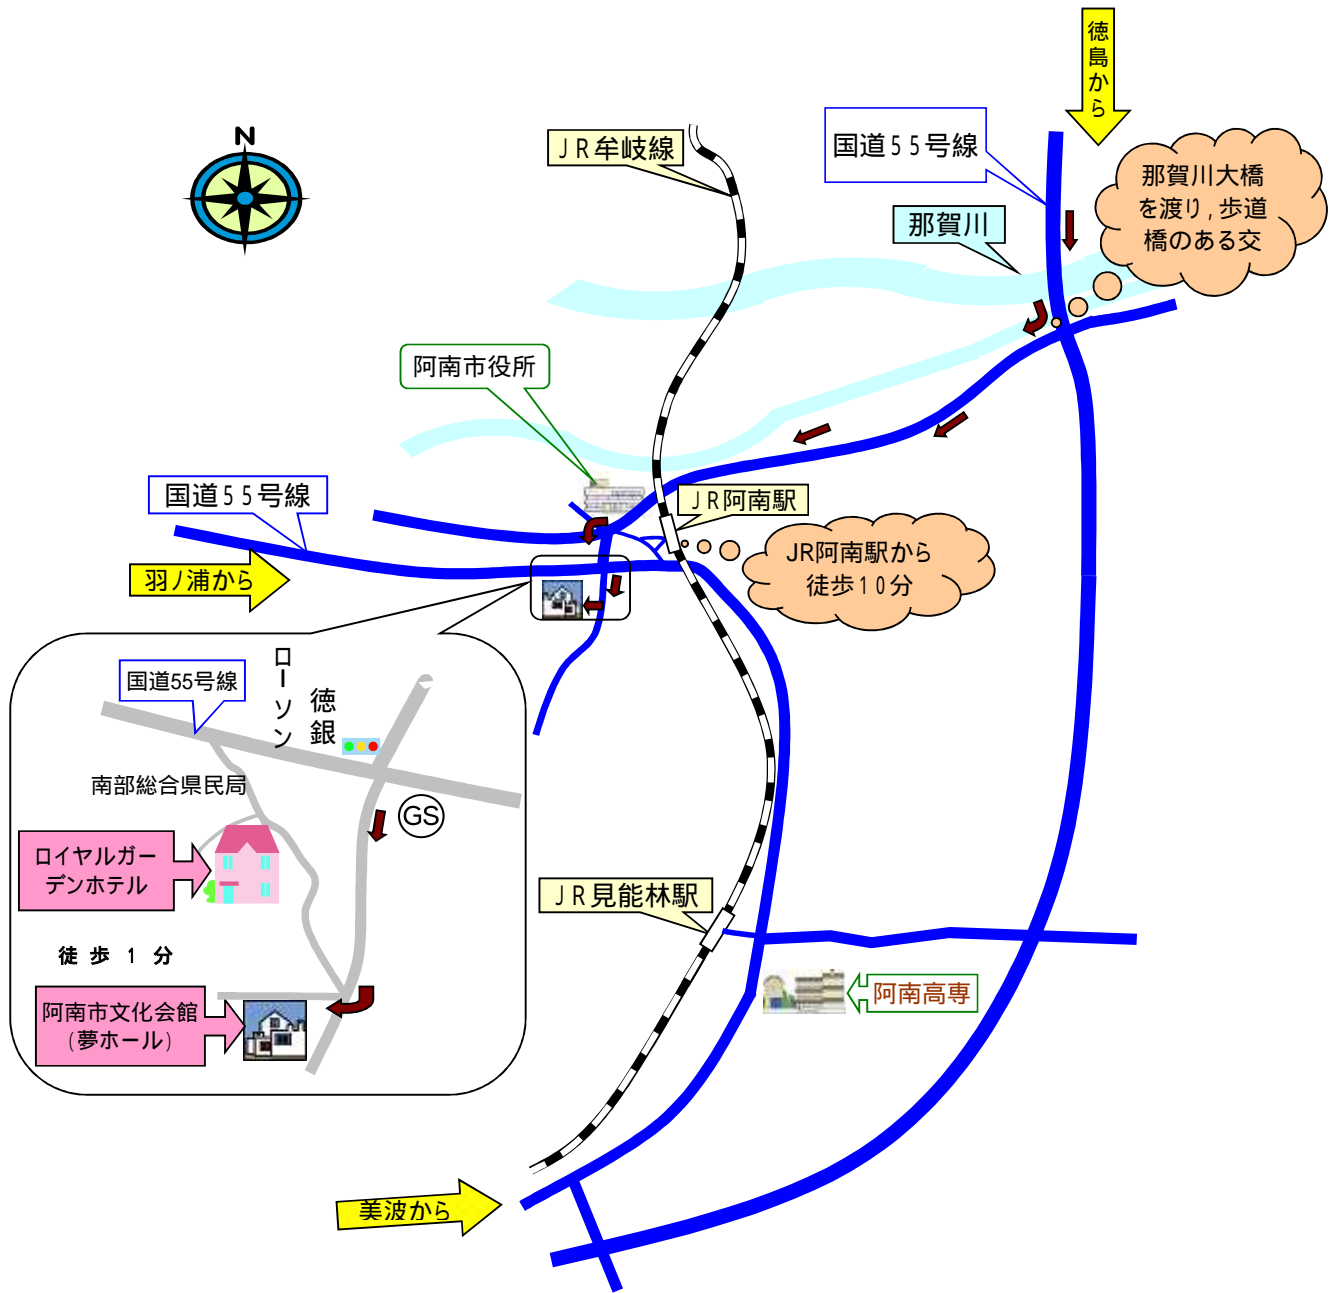 徳島から
N
JR牟岐線
国道55号線
那賀川大橋
を渡り,歩道
橋のある交
那賀川
阿南市役所
国道55号線
JR阿南駅
JR阿南駅から
徒歩10分
羽ノ浦から
国道55号線
ローソン
徳銀
南部総合県民局
GS
ロイヤルガー
デンホテル
徒歩1分
阿南市文化会館
(夢ホール)
JR見能林駅
阿南高専
美波から